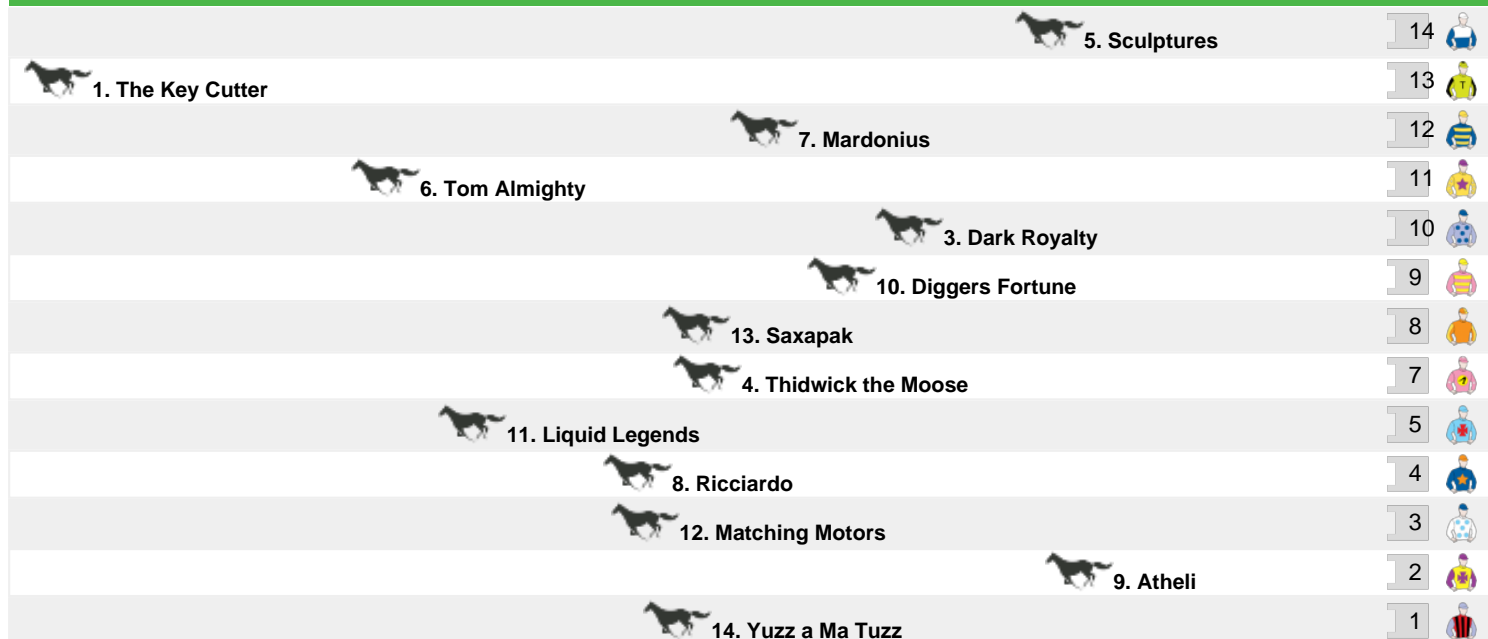 5. Sculptures 14
1. The Key Cutter 13
T
7. Mardonius 12
6. Tom Almighty 11
3. Dark Royalty 10
10. Diggers Fortune 9
13. Saxapak 8
4. Thidwick the Moose 7
11. Liquid Legends 5
8. Ricciardo 4
12. Matching Motors 3
9. Atheli 2
14. Yuzz a Ma Tuzz 1